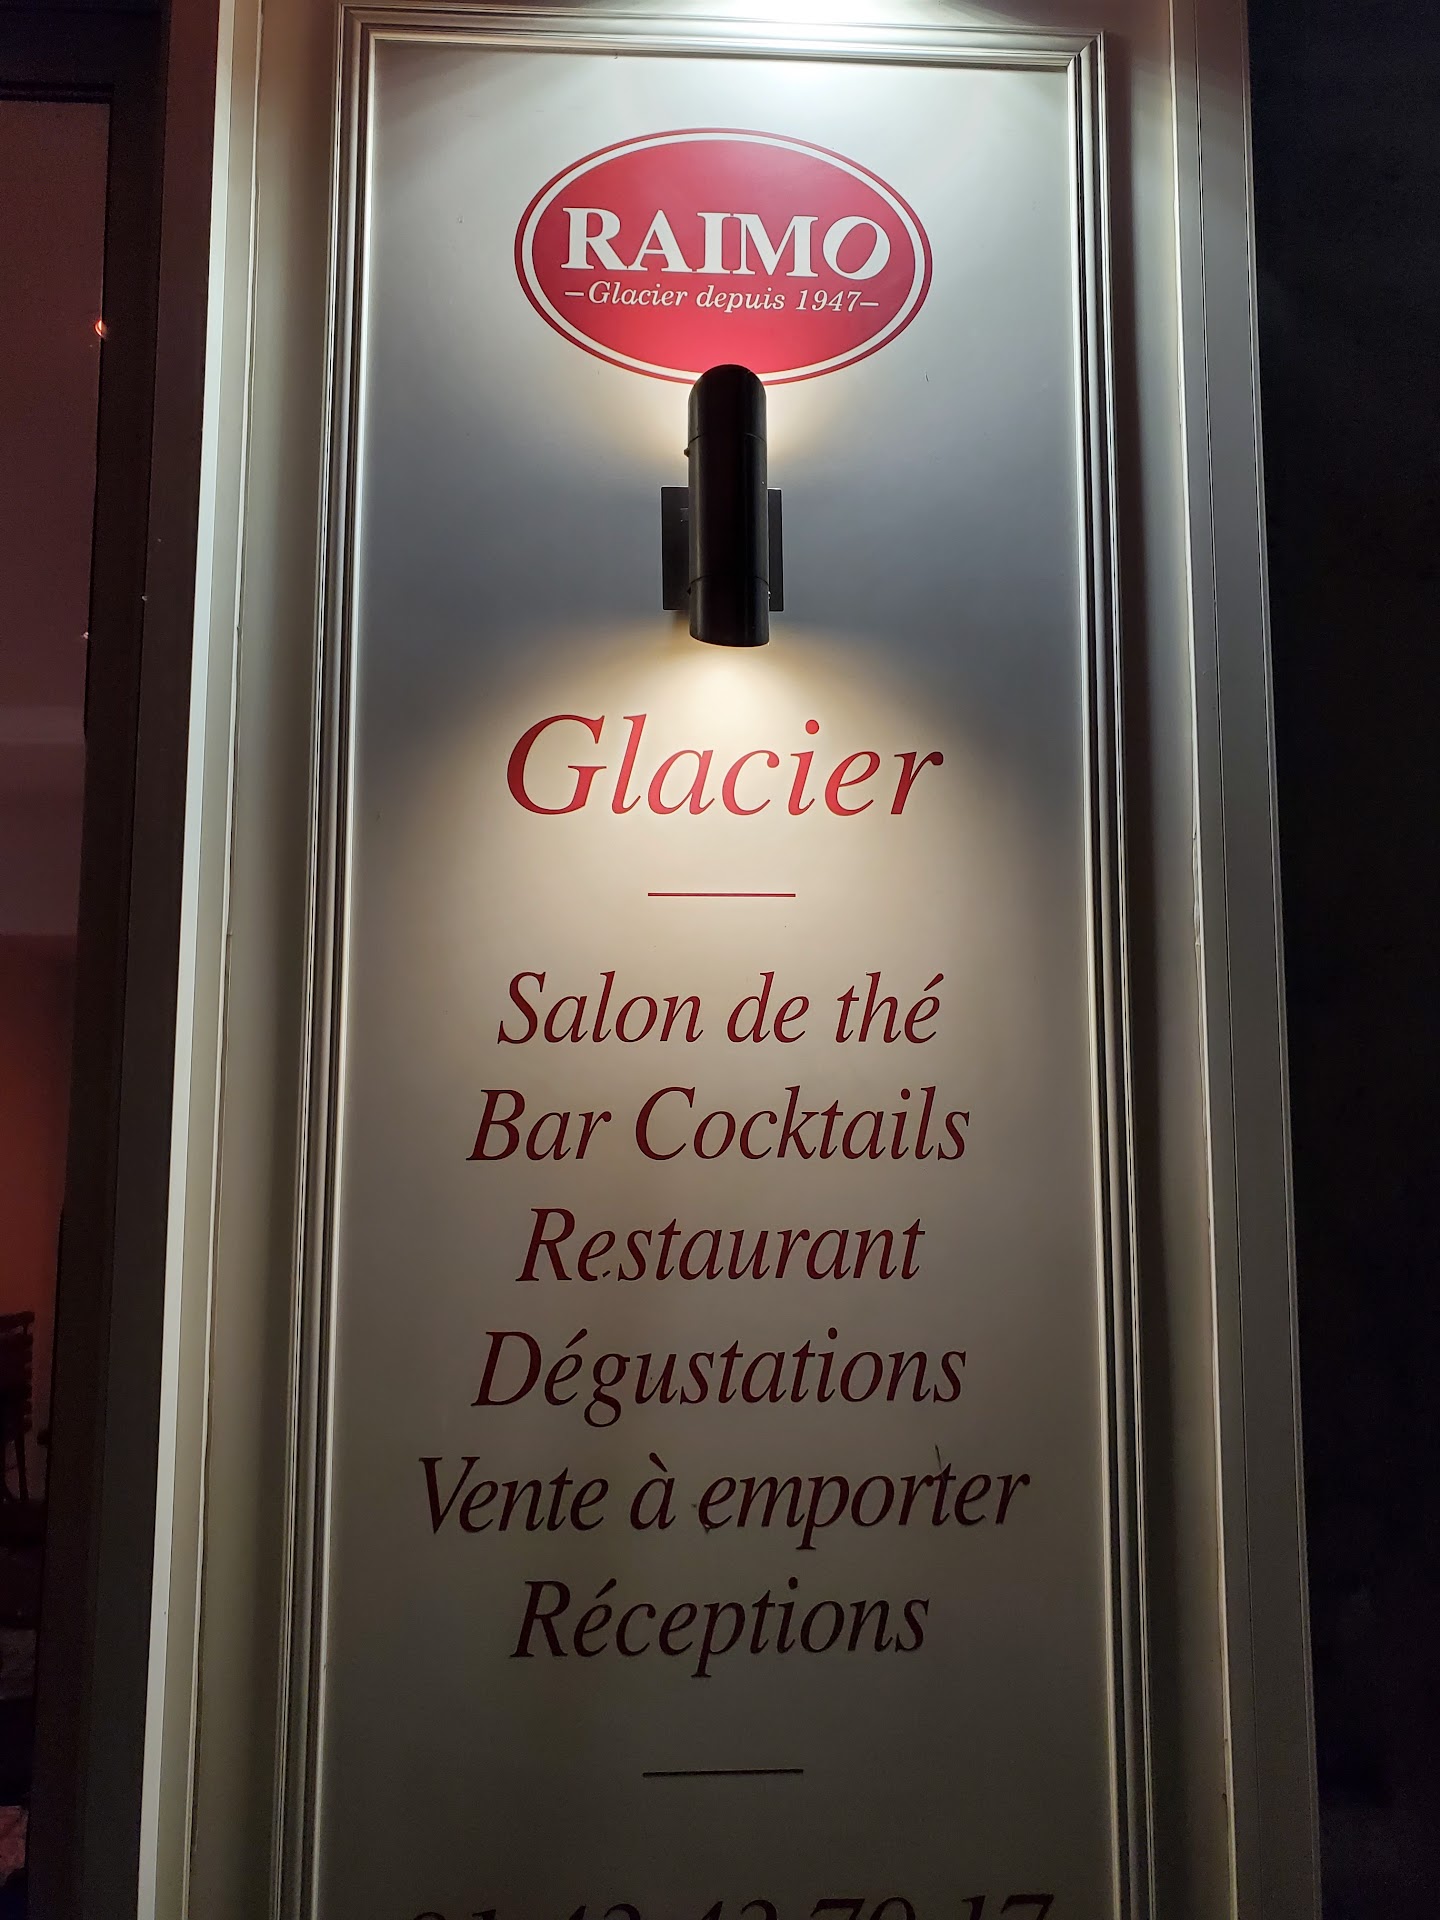 RAIMO
–Glacier depuis 1947–
Glacier
Salon de thé
Bar Cocktails
Restaurant
Dégustations
Vente à emporter
Réceptions